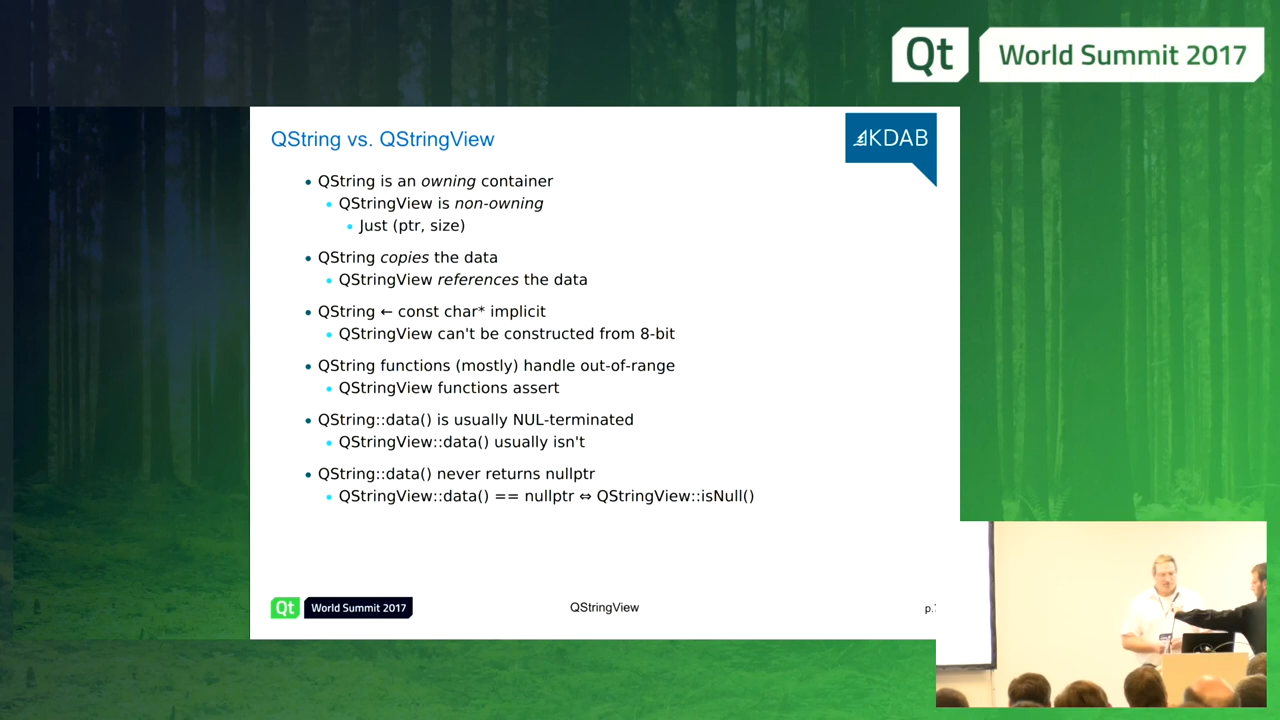 Qt World Summit 2017
QString vs. QStringView
KDAB
QString is an owning container
QStringView is non-owning
Just (ptr, size)
QString copies the data
QStringView references the data
QString ← const char* implicit
QStringView can't be constructed from 8-bit
QString functions (mostly) handle out-of-range
QStringView functions assert
QString::data() is usually NUL-terminated
QStringView::data() usually isn't
QString::data() never returns nullptr
QStringView::data() == nullptr ⇔ QStringView::isNull()
Qt World Summit 2017
QStringView